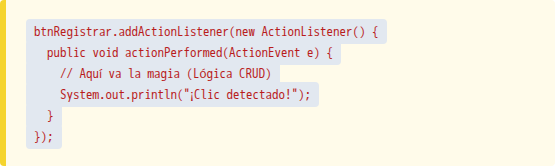 btnRegistrar.addActionListener(new ActionListener() {
public void actionPerformed(ActionEvent e) {
// Aquí va la magia (Lógica CRUD)
System.out.println("¡Clic detectado!");
}
});